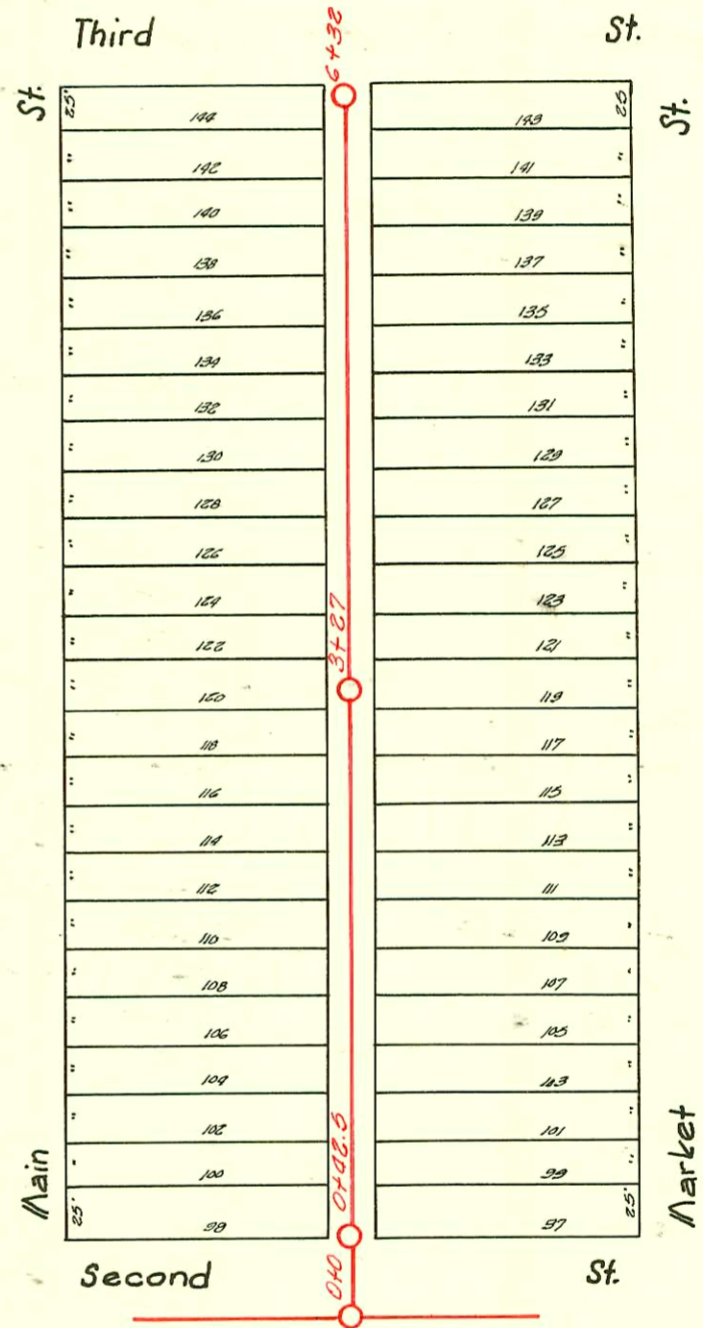 Third St.
6+32
St. St.
25' 144 143 25
" 142 141 "
" 140 139 "
" 138 137 "
" 136 135 "
" 134 133 "
" 132 131 "
" 130 129 "
" 128 127 "
" 126 125 "
" 124 123 "
3+27
" 122 121 "
" 120 119 "
" 118 117 "
" 116 115 "
" 114 113 "
" 112 111 "
" 110 109 "
" 108 107 "
" 106 105 "
" 104 103 "
" 102 101 "
0+42.5
" 100 99 "
25' 98 97 25'
Main Market
Second St.
0+0